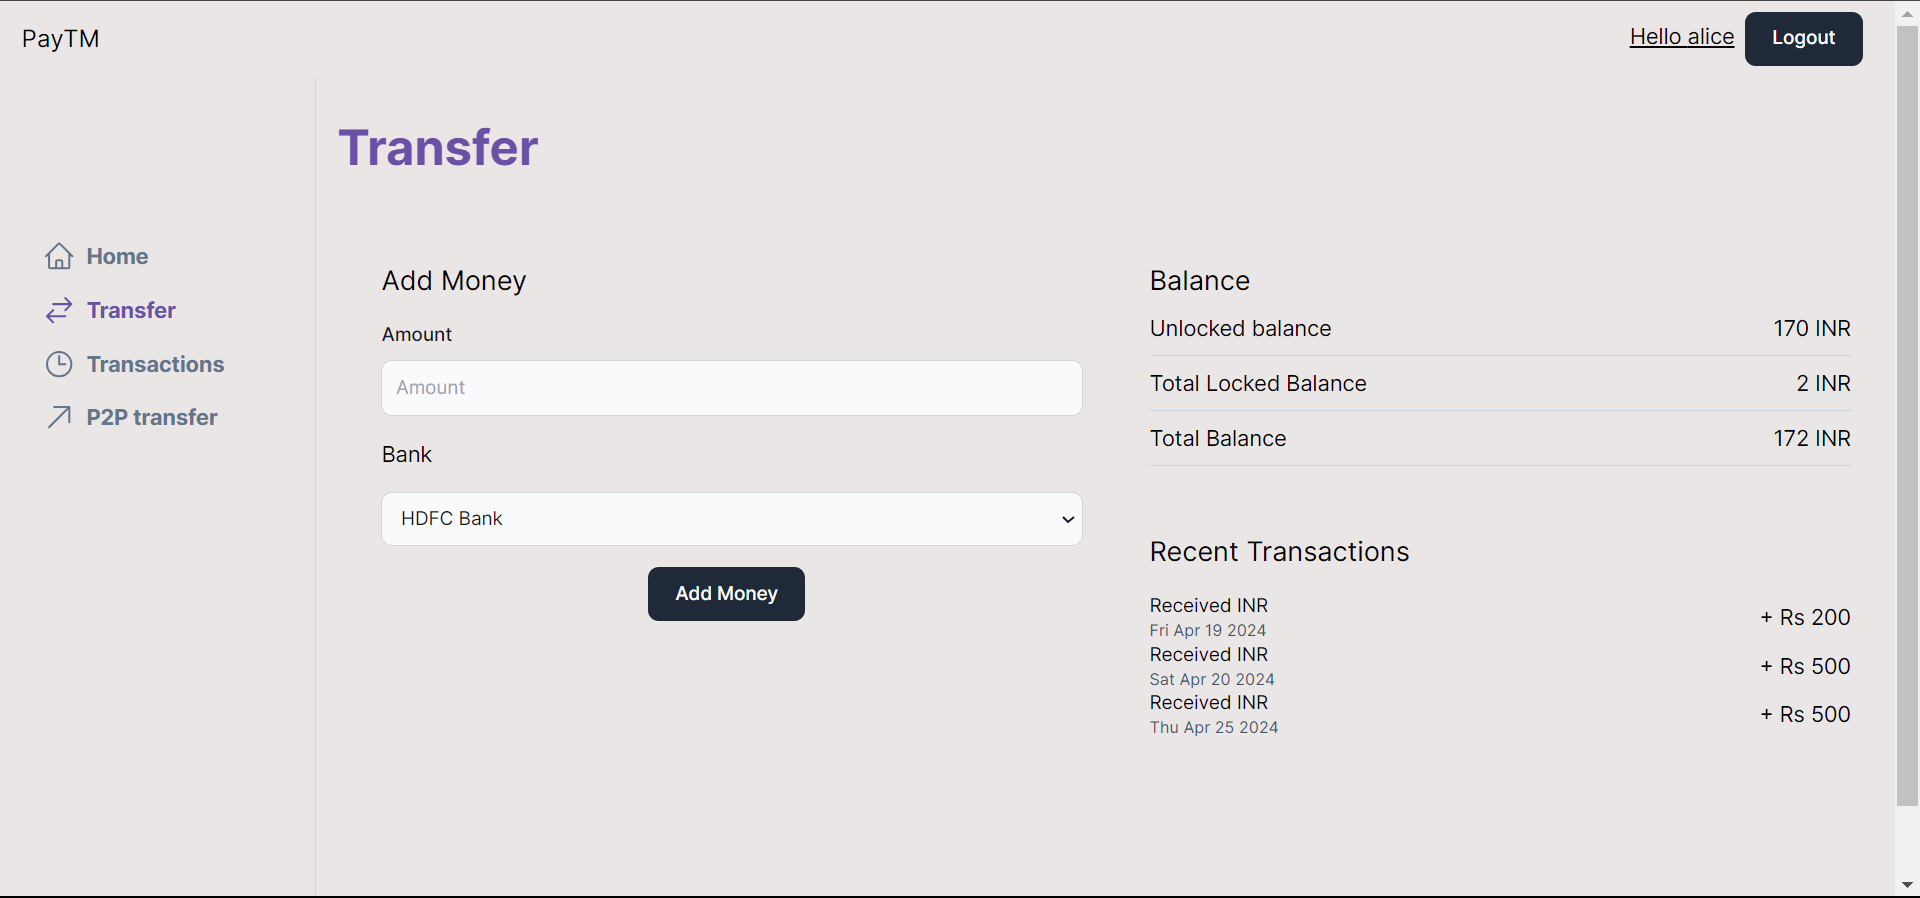 PayTM
Hello alice
Logout
Transfer
Home
Transfer
Transactions
P2P transfer
Add Money
Amount
Amount
Bank
HDFC Bank
Add Money
Balance
Unlocked balance 170 INR
Total Locked Balance 2 INR
Total Balance 172 INR
Recent Transactions
Received INR
Fri Apr 19 2024
+ Rs 200
Received INR
Sat Apr 20 2024
+ Rs 500
Received INR
Thu Apr 25 2024
+ Rs 500